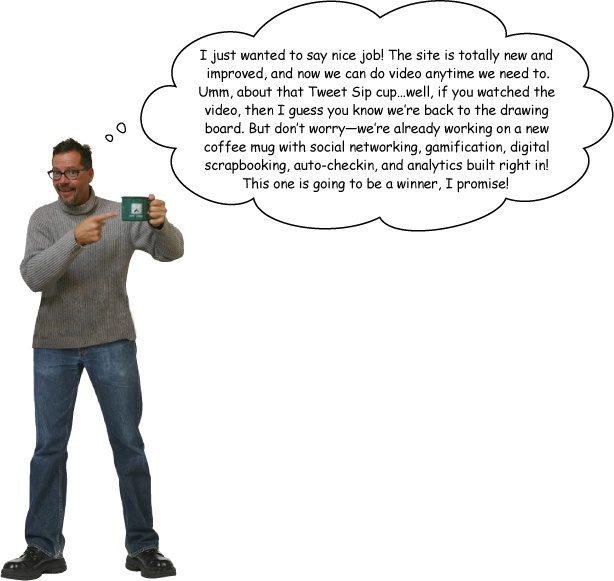 I just wanted to say nice job! The site is totally new and
improved, and now we can do video anytime we need to.
Umm, about that Tweet Sip cup…well, if you watched the
video, then I guess you know we’re back to the drawing
board. But don’t worry—we’re already working on a new
coffee mug with social networking, gamification, digital
scrapbooking, auto-checkin, and analytics built right in!
This one is going to be a winner, I promise!